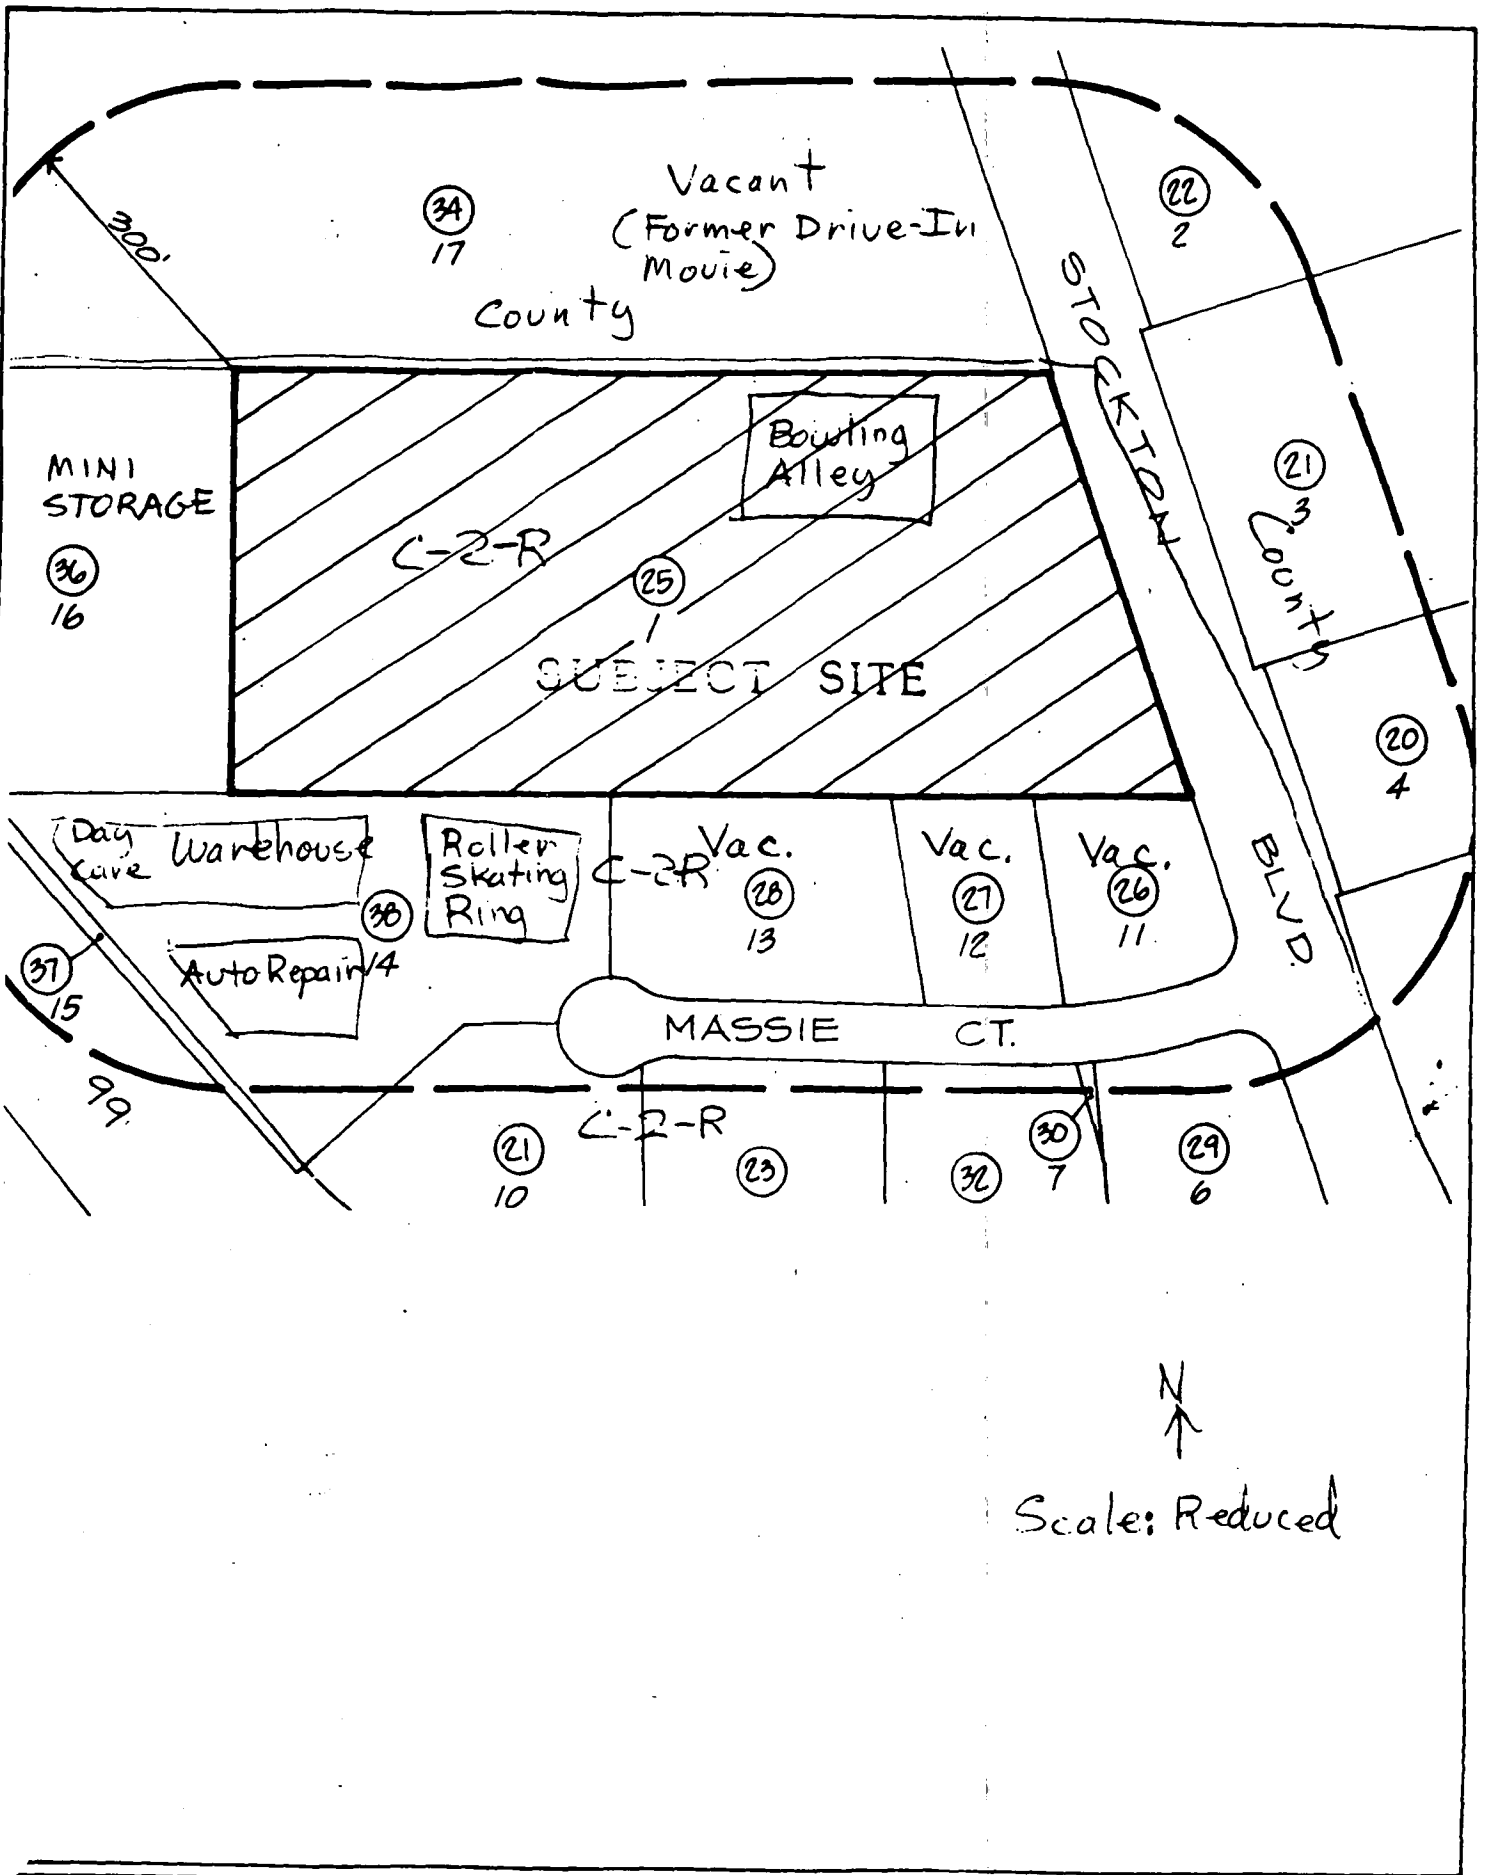 Vacant
(Former Drive-In
Movie)
34
17
County
300'
22
2
STOCKTON
BLVD.
Bowling
Alley
MINI
STORAGE
36
16
C-2-R
25
1
SUBJECT SITE
21
3
County
20
4
Day
Care
Warehouse
Roller
Skating
Ring
C-2R
Vac.
28
13
Vac.
27
12
Vac.
26
11
38
14
Auto Repair
37
15
MASSIE CT.
99
C-2-R
21
10
23
32
30
7
29
6
N
Scale: Reduced